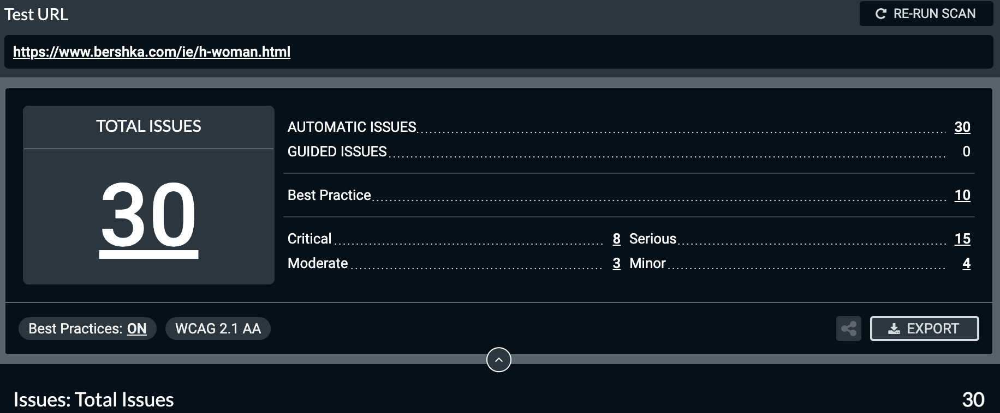 Test URL
RE-RUN SCAN
https://www.bershka.com/ie/h-woman.html
TOTAL ISSUES
30
AUTOMATIC ISSUES 30
GUIDED ISSUES 0
Best Practice 10
Critical 8 Serious 15
Moderate 3 Minor 4
Best Practices: ON WCAG 2.1 AA
EXPORT
Issues: Total Issues 30